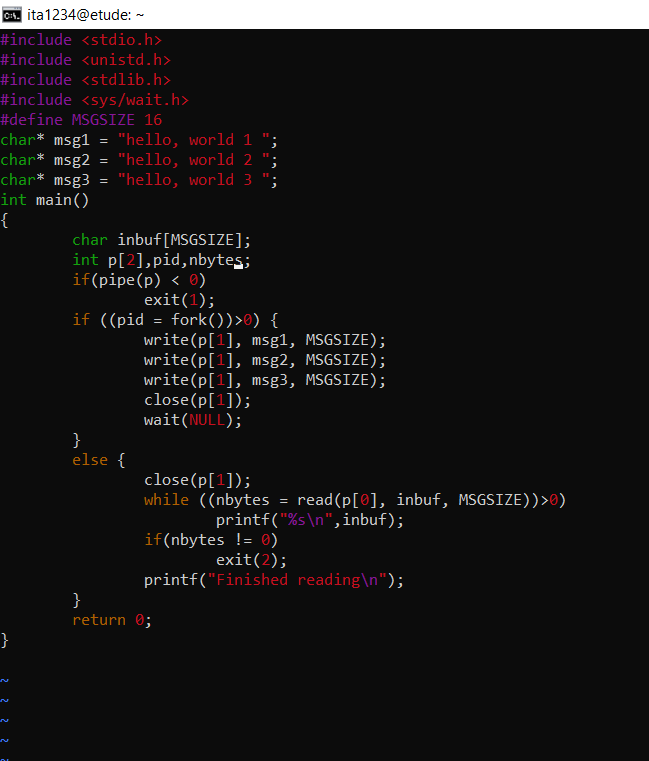 ita1234@etude: ~
#include <stdio.h>
#include <unistd.h>
#include <stdlib.h>
#include <sys/wait.h>
#define MSGSIZE 16
char* msg1 = "hello, world 1 ";
char* msg2 = "hello, world 2 ";
char* msg3 = "hello, world 3 ";
int main()
{
        char inbuf[MSGSIZE];
        int p[2],pid,nbytes;
        if(pipe(p) < 0)
                exit(1);
        if ((pid = fork())>0) {
                write(p[1], msg1, MSGSIZE);
                write(p[1], msg2, MSGSIZE);
                write(p[1], msg3, MSGSIZE);
                close(p[1]);
                wait(NULL);
        }
        else {
                close(p[1]);
                while ((nbytes = read(p[0], inbuf, MSGSIZE))>0)
                        printf("%s\n",inbuf);
                if(nbytes != 0)
                        exit(2);
                printf("Finished reading\n");
        }
        return 0;
}
~
~
~
~
~